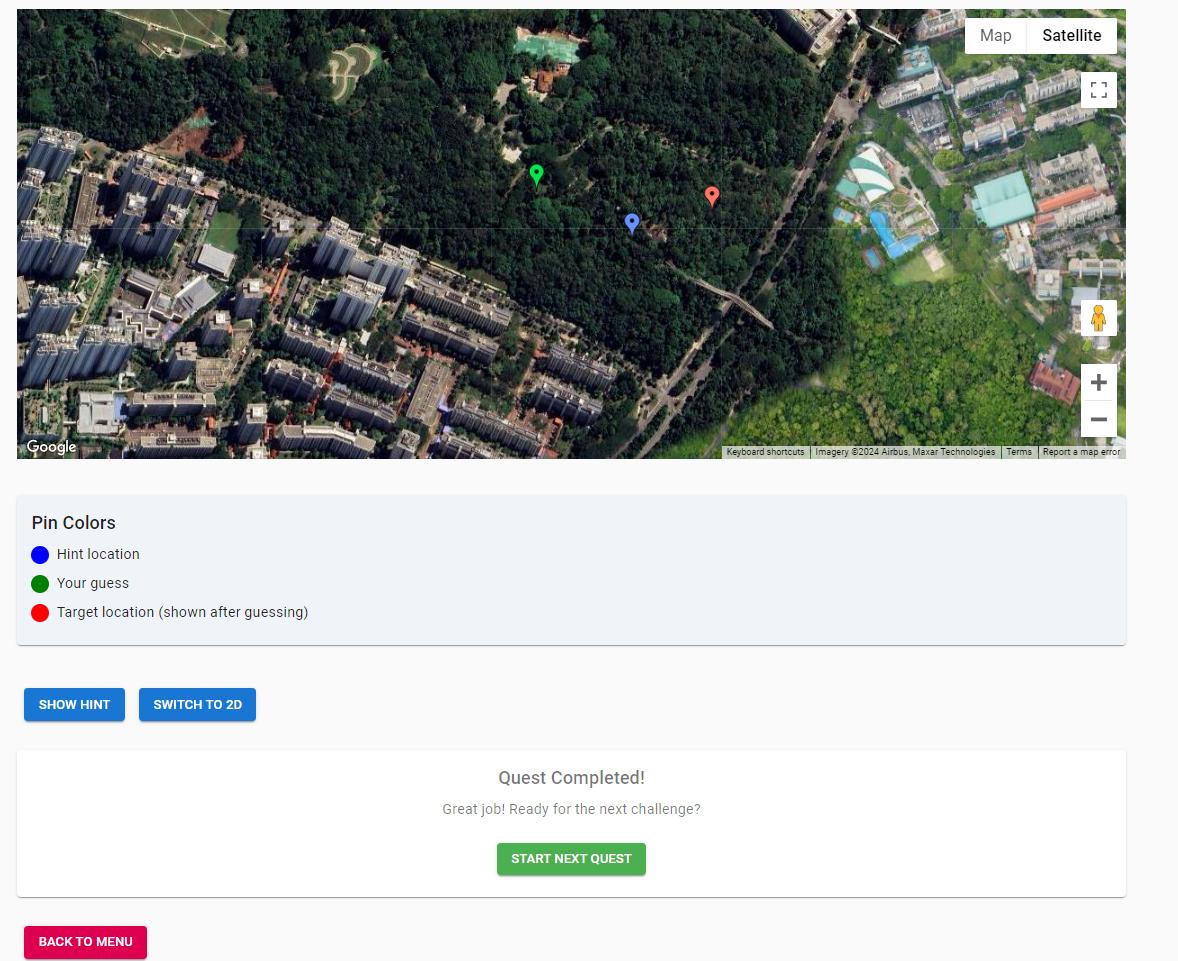 Map Satellite
Google
Keyboard shortcuts Imagery ©2024 Airbus, Maxar Technologies Terms Report a map error
Pin Colors
Hint location
Your guess
Target location (shown after guessing)
SHOW HINT SWITCH TO 2D
Quest Completed!
Great job! Ready for the next challenge?
START NEXT QUEST
BACK TO MENU